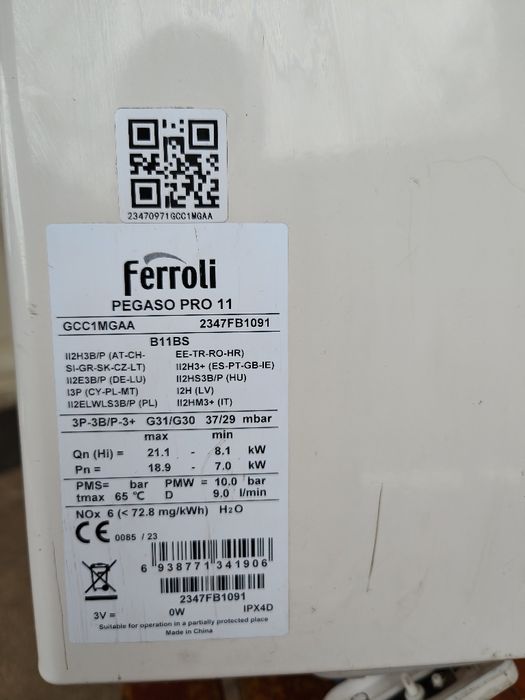 23470971GCC1MGAA
Ferroli
PEGASO PRO 11
GCC1MGAA 2347FB1091
B11BS
II2H3B/P (AT-CH- EE-TR-RO-HR)
SI-GR-SK-CZ-LT) II2H3+ (ES-PT-GB-IE)
II2E3B/P (DE-LU) II2HS3B/P (HU)
I3P (CY-PL-MT) I2H (LV)
II2ELWLS3B/P (PL) II2HM3+ (IT)
3P-3B/P-3+ G31/G30 37/29 mbar
max min
Qn (Hi) = 21.1 - 8.1 kW
Pn = 18.9 - 7.0 kW
PMS= bar PMW = 10.0 bar
tmax 65 °C D 9.0 l/min
NOx 6 (< 72.8 mg/kWh) H₂O
CE 0085 / 23
6 938771 341906
2347FB1091
3V = 0W IPX4D
Suitable for operation in a partially protected place
Made in China